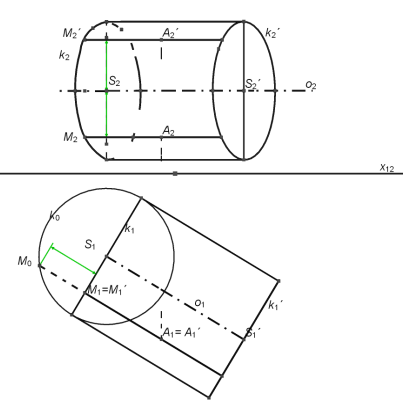 M₂´
A₂´
k₂´
k₂
S₂
S₂´
o₂
M₂
A₂
x₁₂
k₀
k₁
S₁
M₀
M₁=M₁´
o₁
k₁´
A₁= A₁´
S₁´